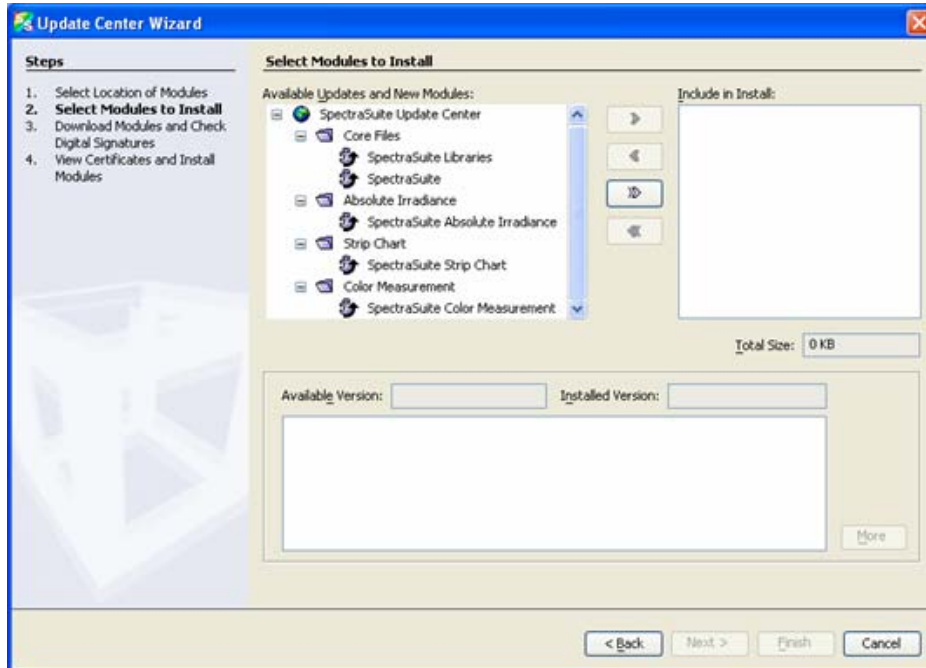 Update Center Wizard
Steps
1. Select Location of Modules
2. Select Modules to Install
3. Download Modules and Check
Digital Signatures
4. View Certificates and Install
Modules
Select Modules to Install
Available Updates and New Modules:
SpectraSuite Update Center
Core Files
SpectraSuite Libraries
SpectraSuite
Absolute Irradiance
SpectraSuite Absolute Irradiance
Strip Chart
SpectraSuite Strip Chart
Color Measurement
SpectraSuite Color Measurement
Include in Install:
Total Size: 0 KB
Available Version:
Installed Version:
More
< Back
Next >
Finish
Cancel